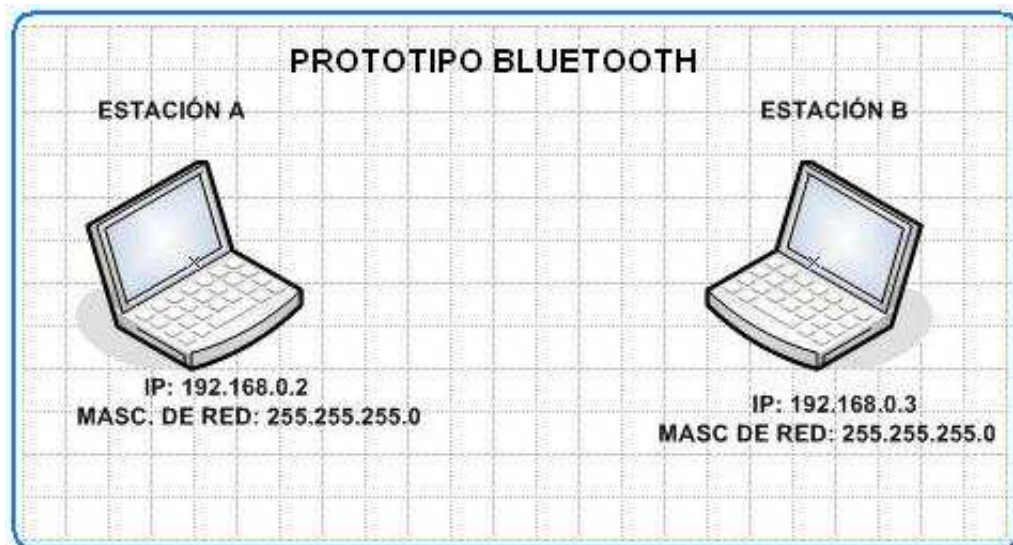 PROTOTIPO BLUETOOTH
ESTACIÓN A
ESTACIÓN B
IP: 192.168.0.2
MASC. DE RED: 255.255.255.0
IP: 192.168.0.3
MASC DE RED: 255.255.255.0